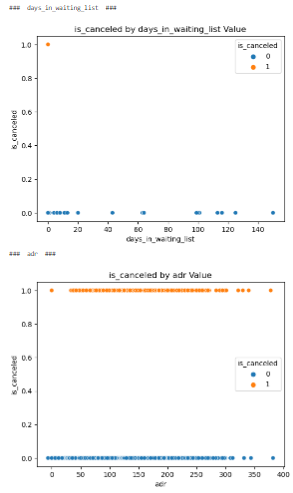 ### days_in_waiting_list ###
is_canceled by days_in_waiting_list Value
is_canceled
0
1
1.0
0.8
0.6
0.4
0.2
0.0
is_canceled
0 20 40 60 80 100 120 140
days_in_waiting_list
### adr ###
is_canceled by adr Value
1.0
0.8
0.6
0.4
0.2
0.0
is_canceled
is_canceled
0
1
0 50 100 150 200 250 300 350 400
adr